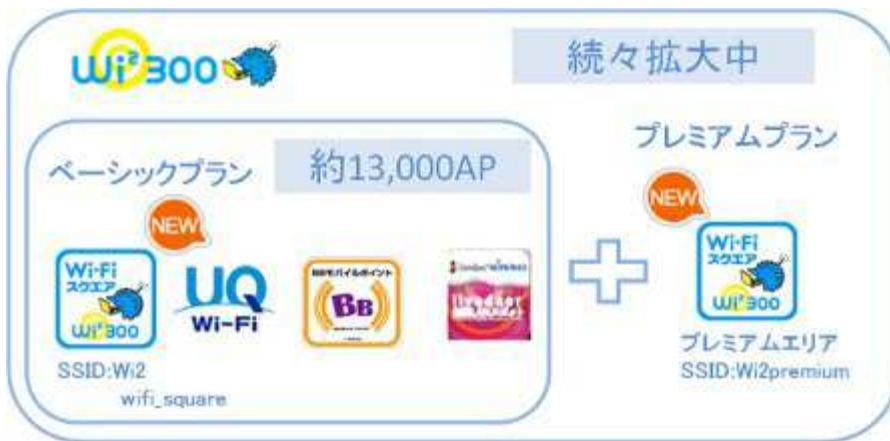 Wi²300
続々拡大中
ベーシックプラン
約13,000AP
NEW
Wi-Fi
スクエア
Wi²300
SSID:Wi2
wifi_square
UQ
Wi-Fi
BBモバイルポイント
BB
livedoor
プレミアムプラン
NEW
Wi-Fi
スクエア
Wi²300
プレミアムエリア
SSID:Wi2premium